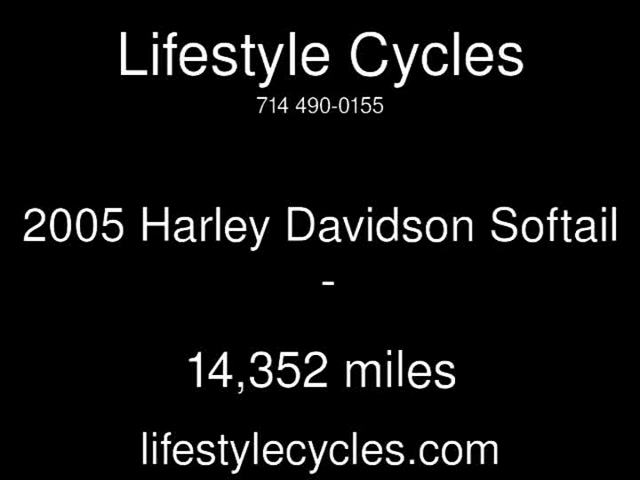 Lifestyle Cycles
714 490-0155
2005 Harley Davidson Softail
-
14,352 miles
lifestylecycles.com